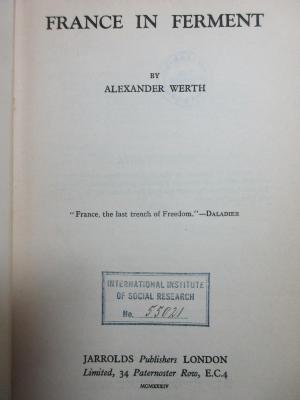 FRANCE IN FERMENT
BY
ALEXANDER WERTH
"France, the last trench of Freedom."—DALADIER
INTERNATIONAL INSTITUTE
OF SOCIAL RESEARCH
No. 55021
JARROLDS Publishers LONDON
Limited, 34 Paternoster Row, E.C.4
MCMXXXIV